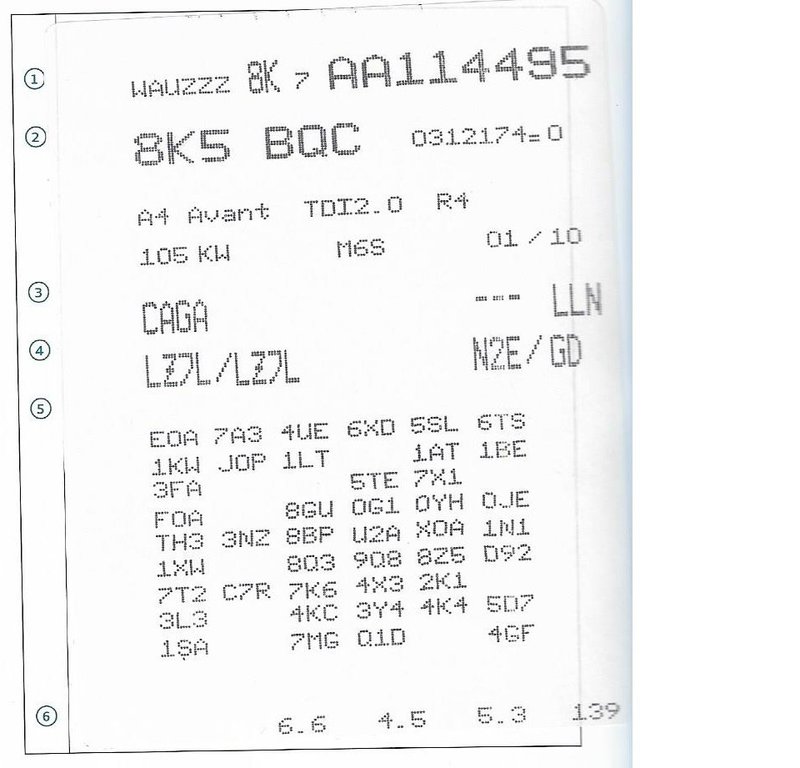 ① WAUZZZ 8K 7 AA114495
② 8K5 BQC 0312174=0
A4 Avant TDI2.0 R4
105 KW M6S 01 / 10
③ CAGA --- LLN
④ LZ7L/LZ7L N2E/GD
⑤
EOA 7A3 4UE 6XD 5SL 6TS
1KW JOP 1LT 1AT 1BE
3FA 5TE 7X1
FOA 8GU 0G1 0YH 0JE
TH3 3NZ 8BP U2A XOA 1N1
1XW 8Q3 9Q8 8Z5 D92
7T2 C7R 7K6 4X3 2K1
3L3 4KC 3Y4 4K4 5D7
1SA 7MG Q1D 4GF
⑥ 6.6 4.5 5.3 139